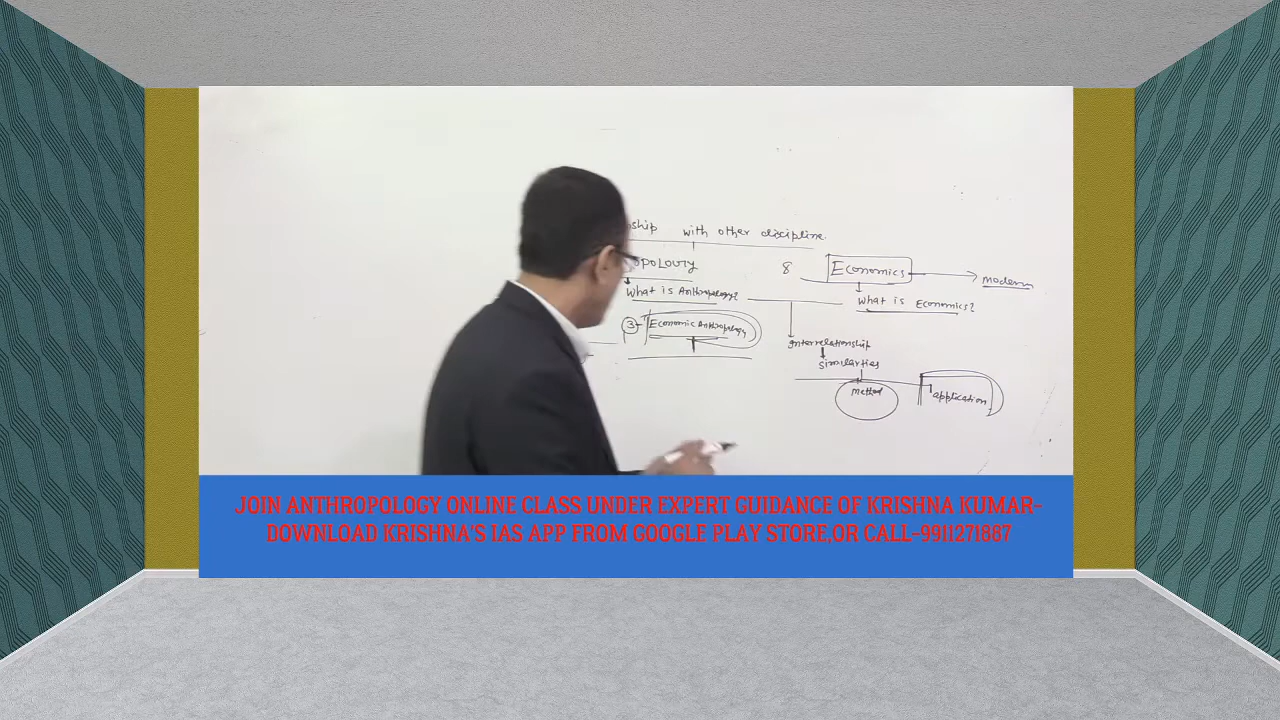 ship with other discipline.
opoLogy 8 Economics modern
What is Anthropology? What is Economics?
3- Economic Anthropology
Interrelationship
Similarties
Method application
JOIN ANTHROPOLOGY ONLINE CLASS UNDER EXPERT GUIDANCE OF KRISHNA KUMAR-
DOWNLOAD KRISHNA'S IAS APP FROM GOOGLE PLAY STORE,OR CALL-9911271887